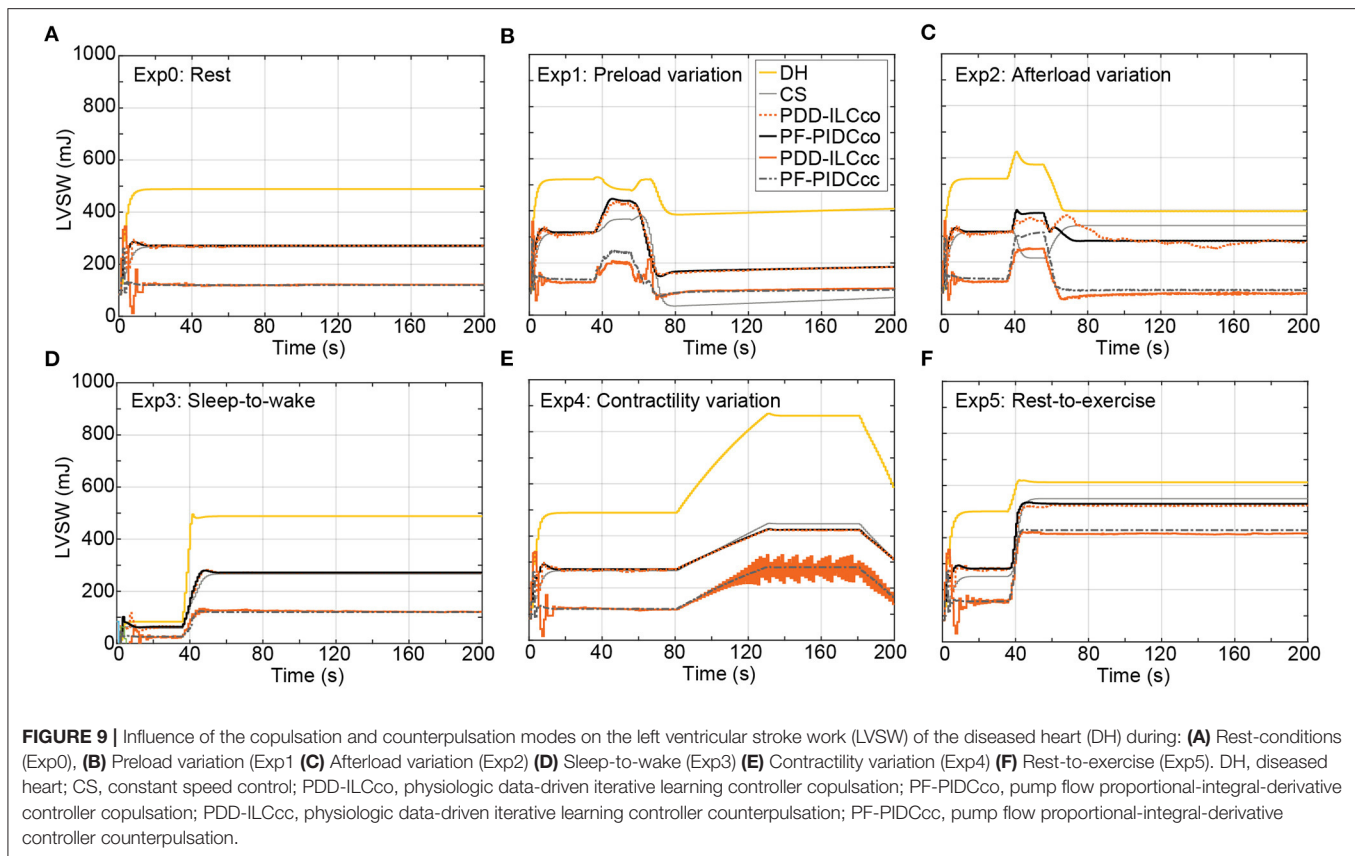 A
B
C
1000
800
600
400
200
0
LVSW (mJ)
Exp0: Rest
0 40 80 120 160 200
Time (s)
Exp1: Preload variation
DH
CS
PDD-ILCco
PF-PIDCco
PDD-ILCcc
PF-PIDCcc
0 40 80 120 160 200
Time (s)
Exp2: Afterload variation
0 40 80 120 160 200
Time (s)
D
E
F
1000
800
600
400
200
0
LVSW (mJ)
Exp3: Sleep-to-wake
0 40 80 120 160 200
Time (s)
Exp4: Contractility variation
0 40 80 120 160 200
Time (s)
Exp5: Rest-to-exercise
0 40 80 120 160 200
Time (s)
FIGURE 9 | Influence of the copulsation and counterpulsation modes on the left ventricular stroke work (LVSW) of the diseased heart (DH) during: (A) Rest-conditions
(Exp0), (B) Preload variation (Exp1 (C) Afterload variation (Exp2) (D) Sleep-to-wake (Exp3) (E) Contractility variation (Exp4) (F) Rest-to-exercise (Exp5). DH, diseased
heart; CS, constant speed control; PDD-ILCco, physiologic data-driven iterative learning controller copulsation; PF-PIDCco, pump flow proportional-integral-derivative
controller copulsation; PDD-ILCcc, physiologic data-driven iterative learning controller counterpulsation; PF-PIDCcc, pump flow proportional-integral-derivative
controller counterpulsation.